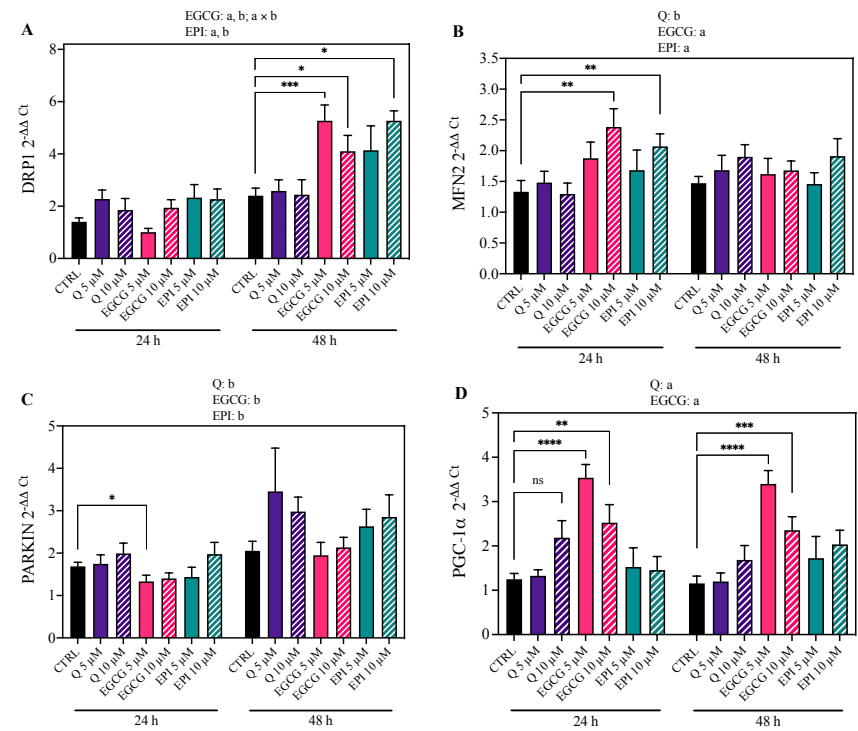 A
EGCG: a, b; a × b
EPI: a, b
DRP1 2-ΔΔ Ct
8
6
4
2
0
*
*
***
CTRL
Q 5 μM
Q 10 μM
EGCG 5 μM
EGCG 10 μM
EPI 5 μM
EPI 10 μM
CTRL
Q 5 μM
Q 10 μM
EGCG 5 μM
EGCG 10 μM
EPI 5 μM
EPI 10 μM
24 h
48 h
B
Q: b
EGCG: a
EPI: a
MFN2 2-ΔΔ Ct
3.5
3.0
2.5
2.0
1.5
1.0
0.5
0.0
**
**
CTRL
Q 5 μM
Q 10 μM
EGCG 5 μM
EGCG 10 μM
EPI 5 μM
EPI 10 μM
CTRL
Q 5 μM
Q 10 μM
EGCG 5 μM
EGCG 10 μM
EPI 5 μM
EPI 10 μM
24 h
48 h
C
Q: b
EGCG: b
EPI: b
PARKIN 2-ΔΔ Ct
5
4
3
2
1
0
*
CTRL
Q 5 μM
Q 10 μM
EGCG 5 μM
EGCG 10 μM
EPI 5 μM
EPI 10 μM
CTRL
Q 5 μM
Q 10 μM
EGCG 5 μM
EGCG 10 μM
EPI 5 μM
EPI 10 μM
24 h
48 h
D
Q: a
EGCG: a
PGC-1α 2-ΔΔ Ct
5
4
3
2
1
0
**
****
ns
***
****
CTRL
Q 5 μM
Q 10 μM
EGCG 5 μM
EGCG 10 μM
EPI 5 μM
EPI 10 μM
CTRL
Q 5 μM
Q 10 μM
EGCG 5 μM
EGCG 10 μM
EPI 5 μM
EPI 10 μM
24 h
48 h